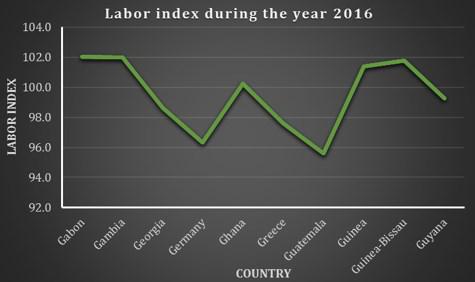 Labor index during the year 2016
104.0
102.0
100.0
98.0
96.0
94.0
92.0
LABOR INDEX
Gabon
Gambia
Georgia
Germany
Ghana
Greece
Guatemala
Guinea
Guinea-Bissau
Guyana
COUNTRY